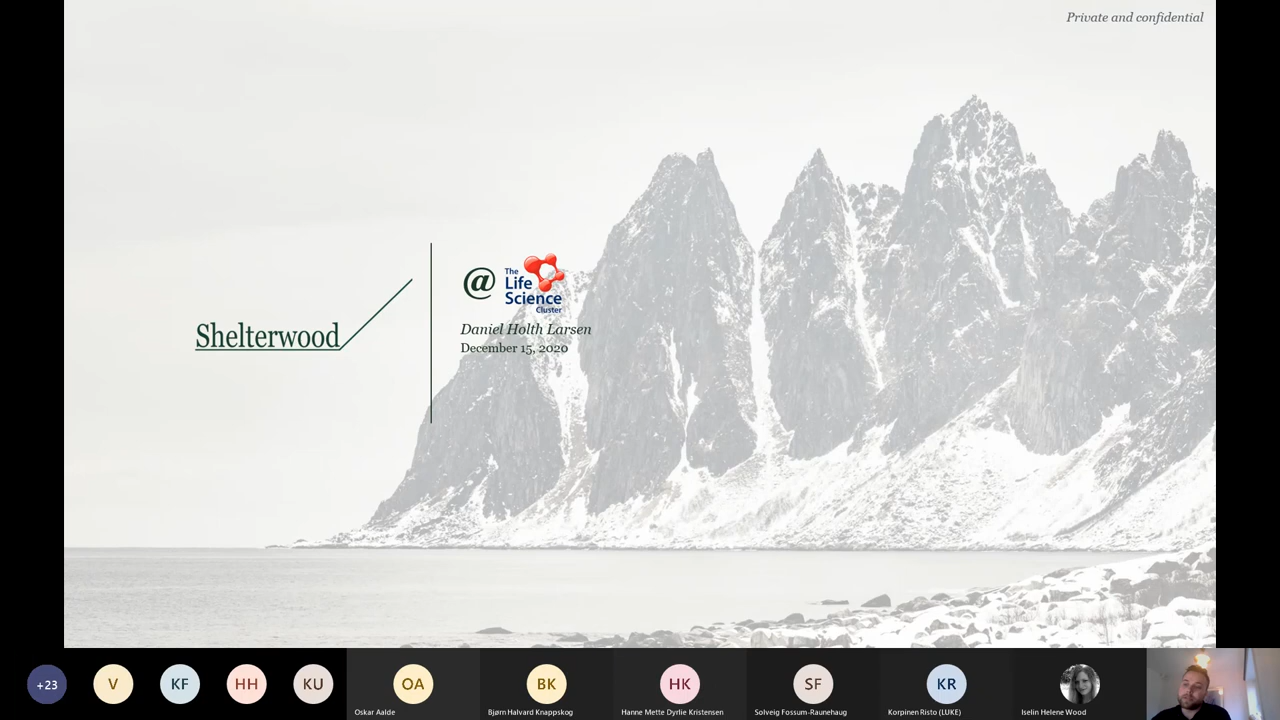 Private and confidential
Shelterwood
@
The
Life
Science
Cluster
Daniel Holth Larsen
December 15, 2020
+23
V
KF
HH
KU
OA
BK
HK
SF
KR
Oskar Aalde
Bjørn Halvard Knappskog
Hanne Mette Dyrlie Kristensen
Solveig Fossum-Raunehaug
Korpinen Risto (LUKE)
Iselin Helene Wood